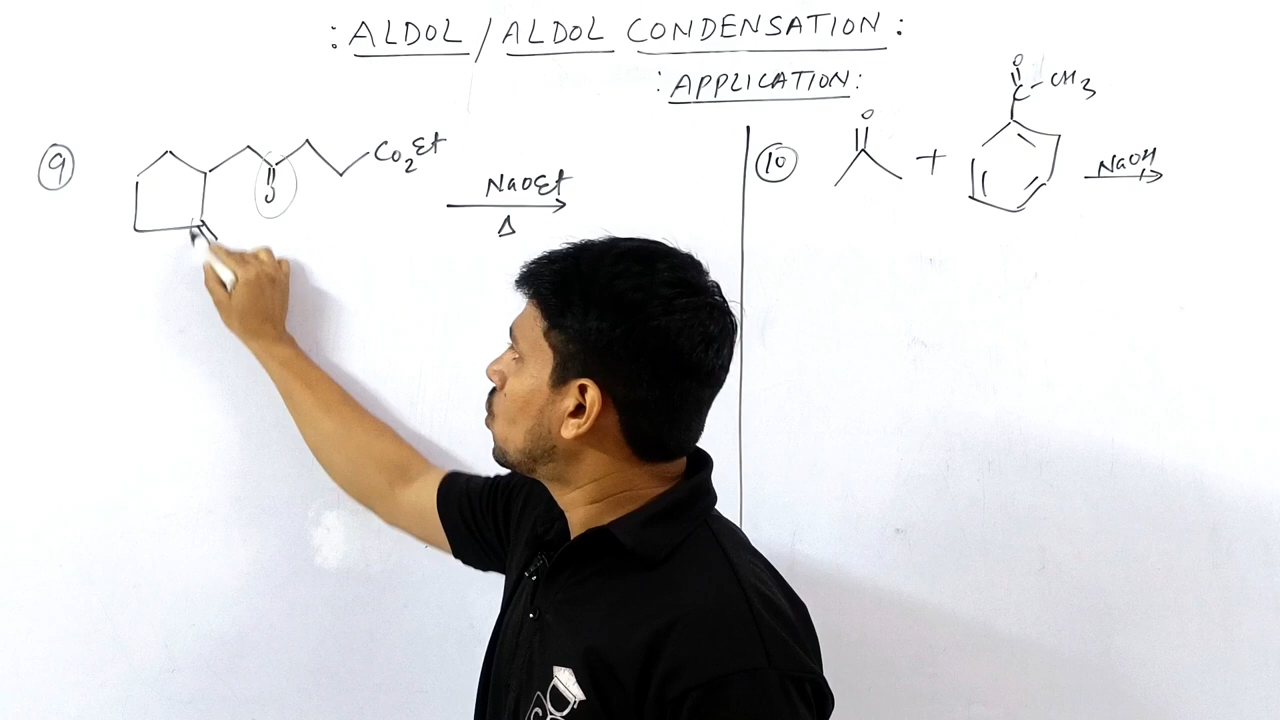 : ALDOL / ALDOL CONDENSATION :
: APPLICATION :
9
CO2Et
O
NaOEt
Δ
10
O
+
O
C
CH3
NaOH